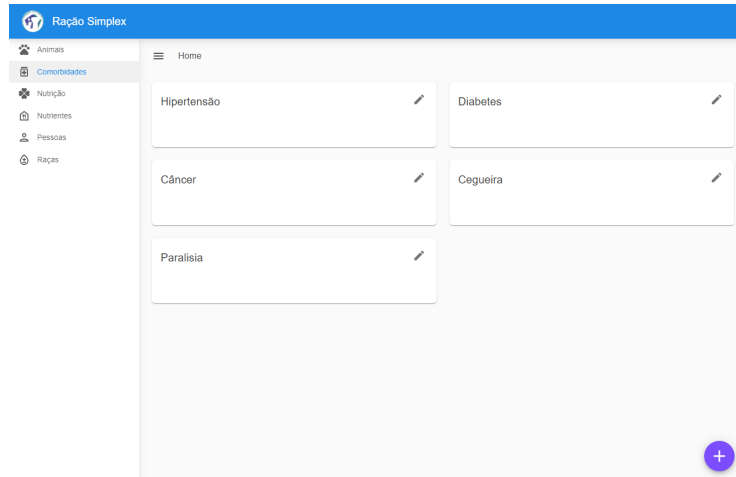 Ração Simplex
Animais
Comorbidades
Nutrição
Nutrientes
Pessoas
Raças
Home
Hipertensão
Diabetes
Câncer
Cegueira
Paralisia